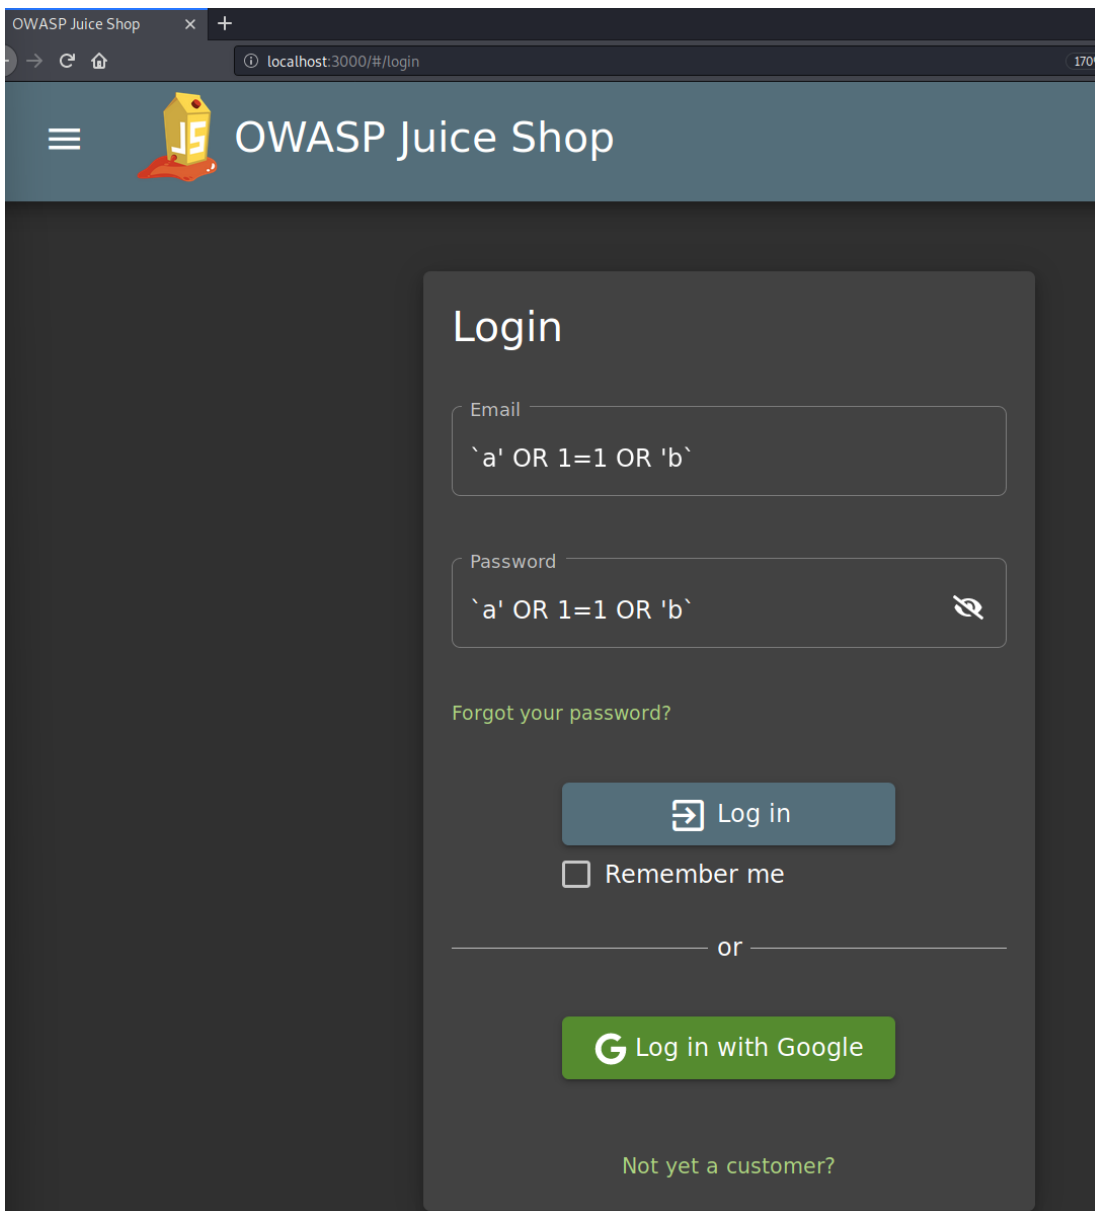 OWASP Juice Shop
localhost:3000/#/login
JS
OWASP Juice Shop
Login
Email
`a' OR 1=1 OR 'b`
Password
`a' OR 1=1 OR 'b`
Forgot your password?
Log in
Remember me
or
G Log in with Google
Not yet a customer?